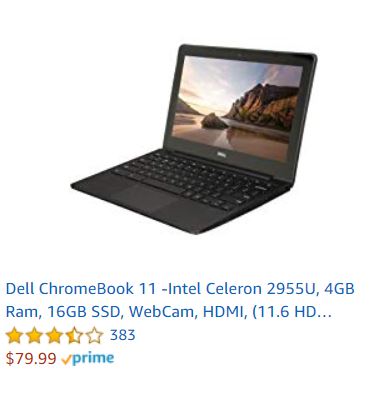 DELL
Dell ChromeBook 11 -Intel Celeron 2955U, 4GB
Ram, 16GB SSD, WebCam, HDMI, (11.6 HD...
383
$79.99 prime